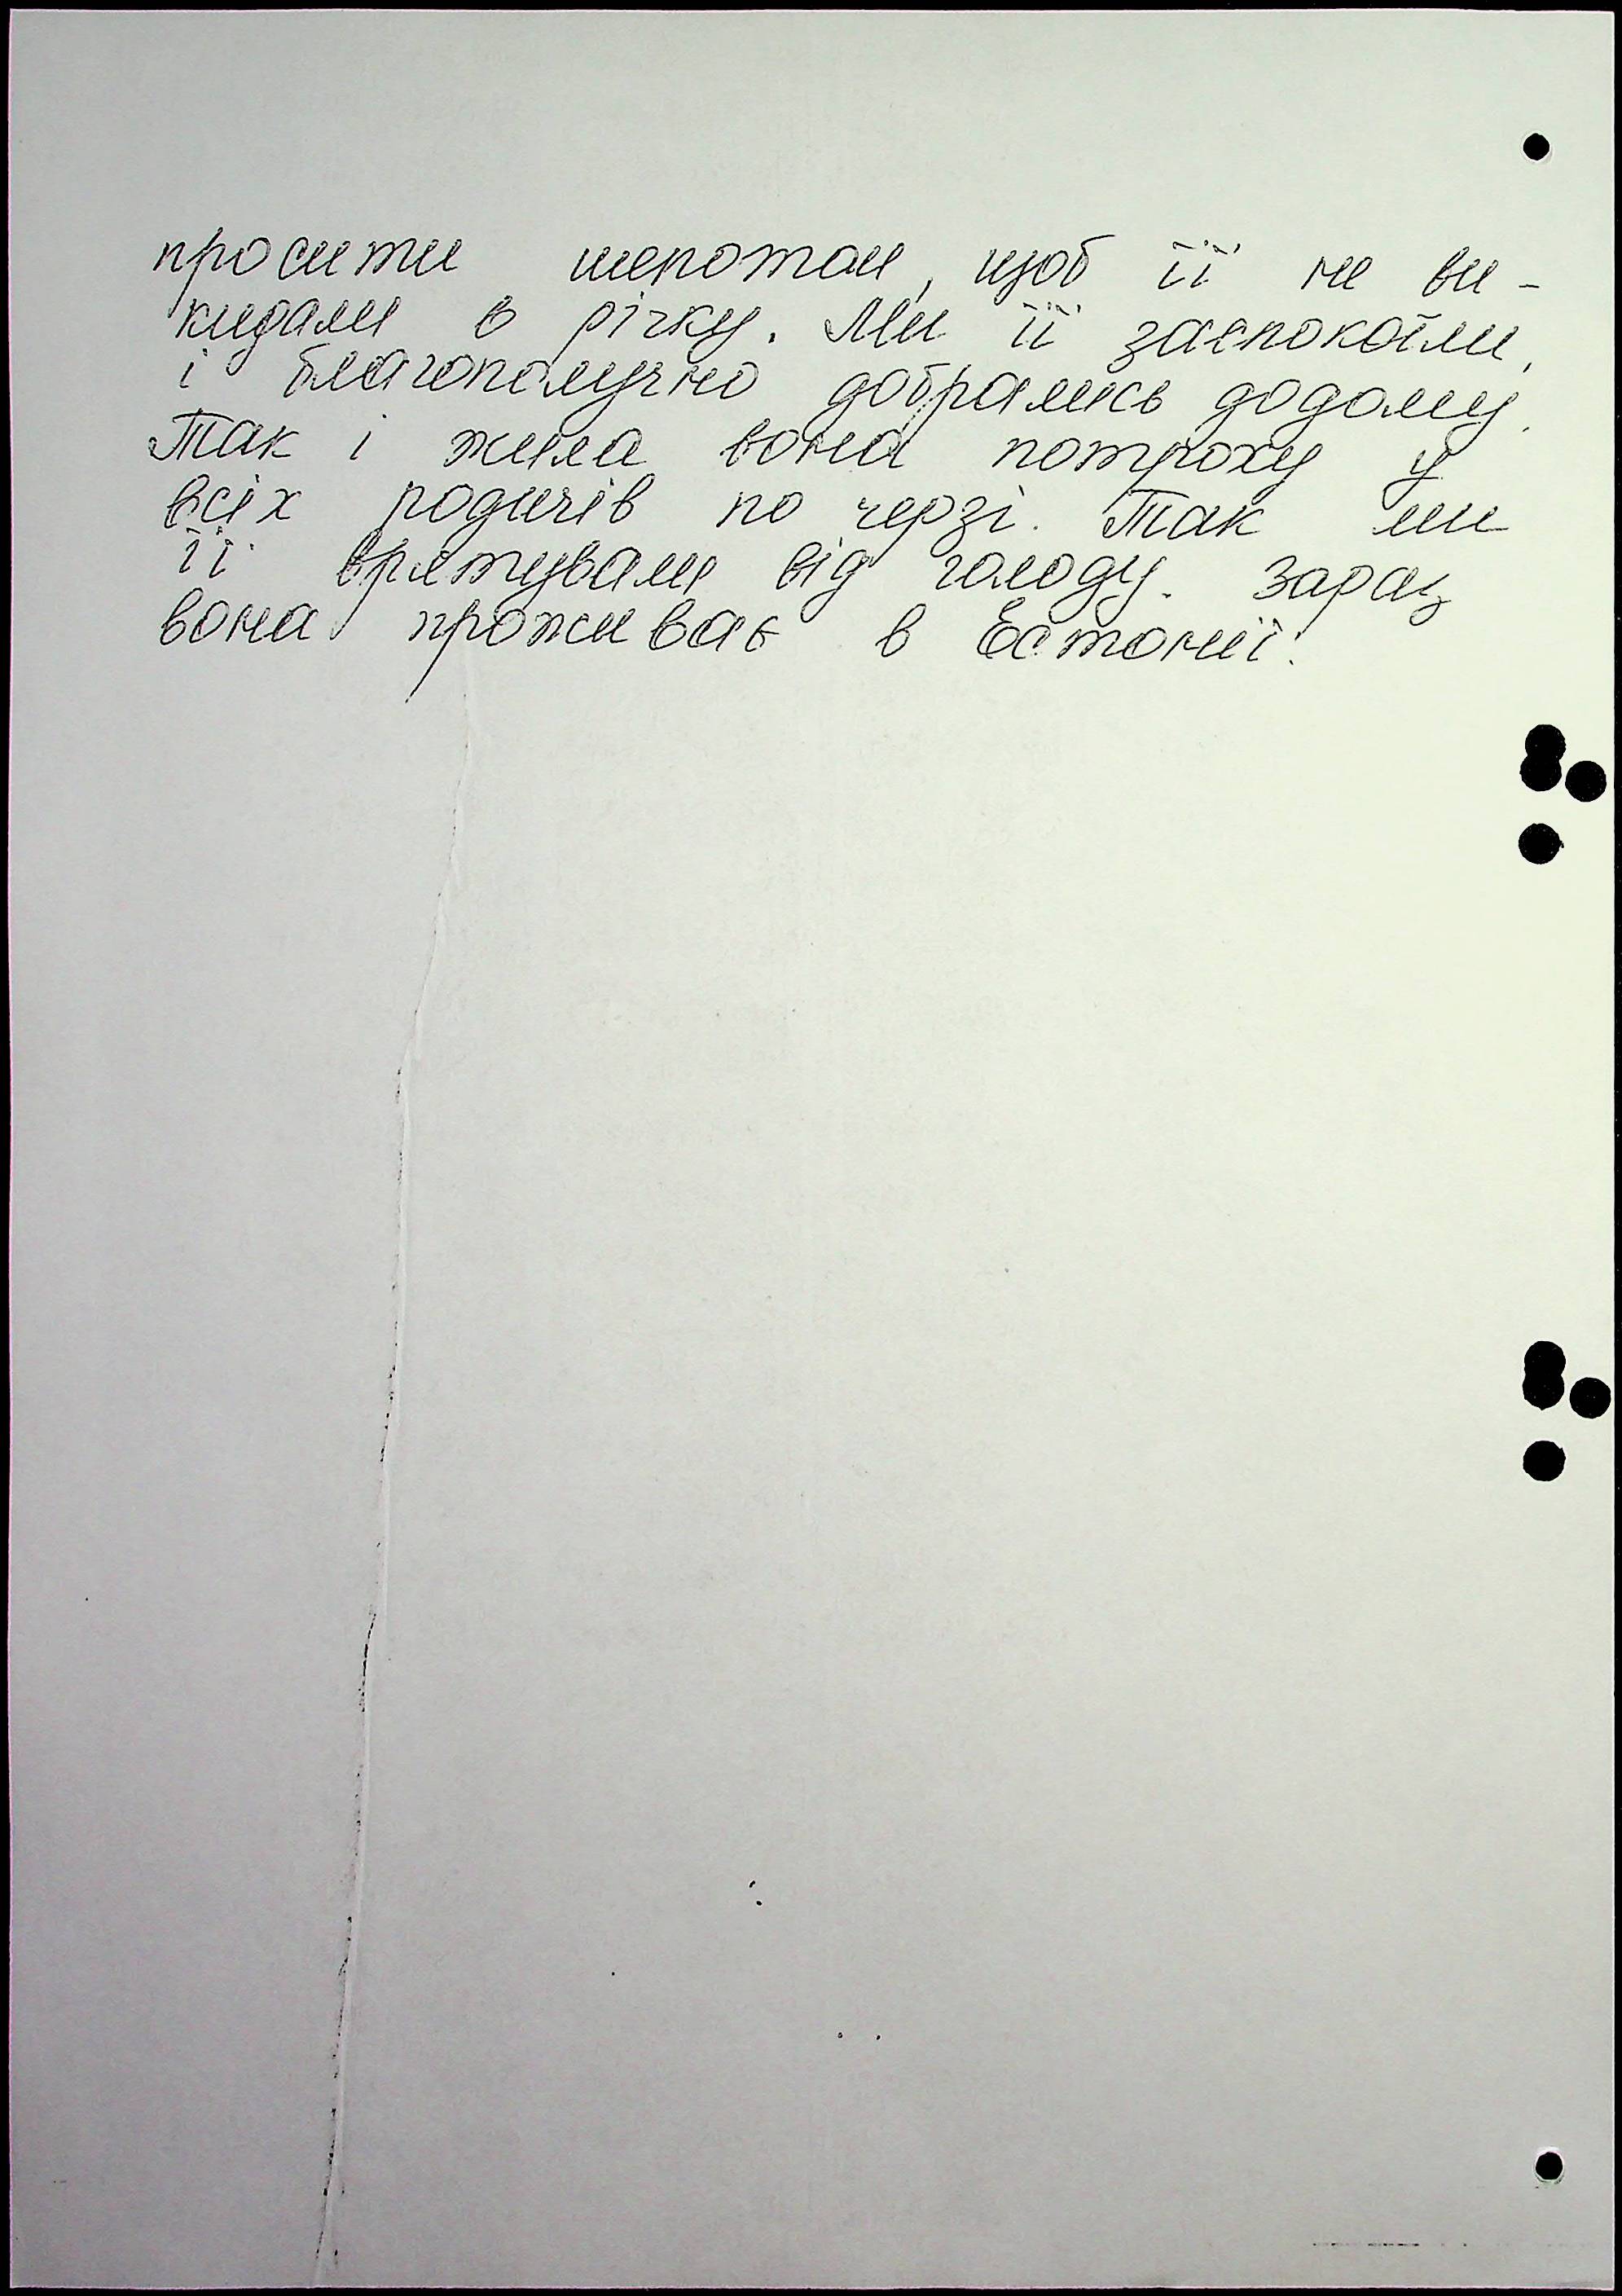 просити шепотом, щоб її не ви-
кидали в річку. Ми її заспокоїли,
і благополучно добрались додому.
Так і жила вона потроху у
всіх родичів по черзі. Так ми
її врятували від голоду. Зараз
вона проживає в Естонії.